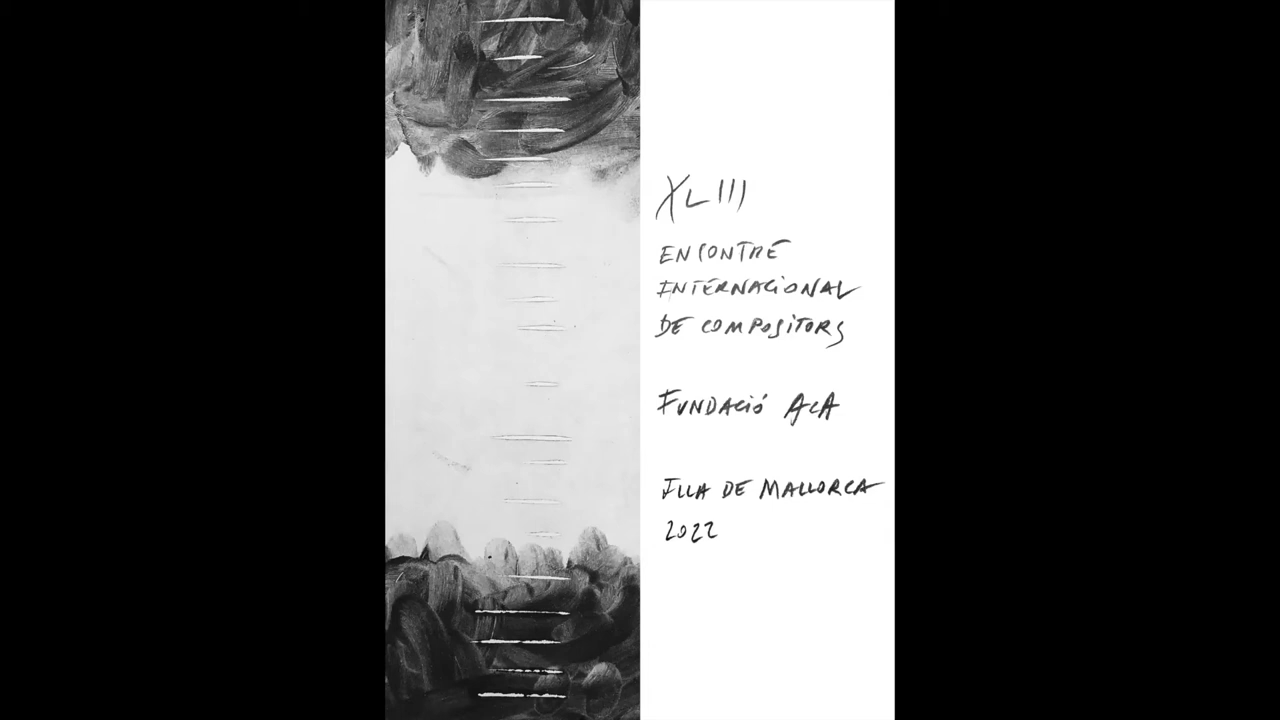 XLIII
ENCONTRE
INTERNACIONAL
DE COMPOSITORS
FUNDACIÓ ACA
ILLA DE MALLORCA
2022